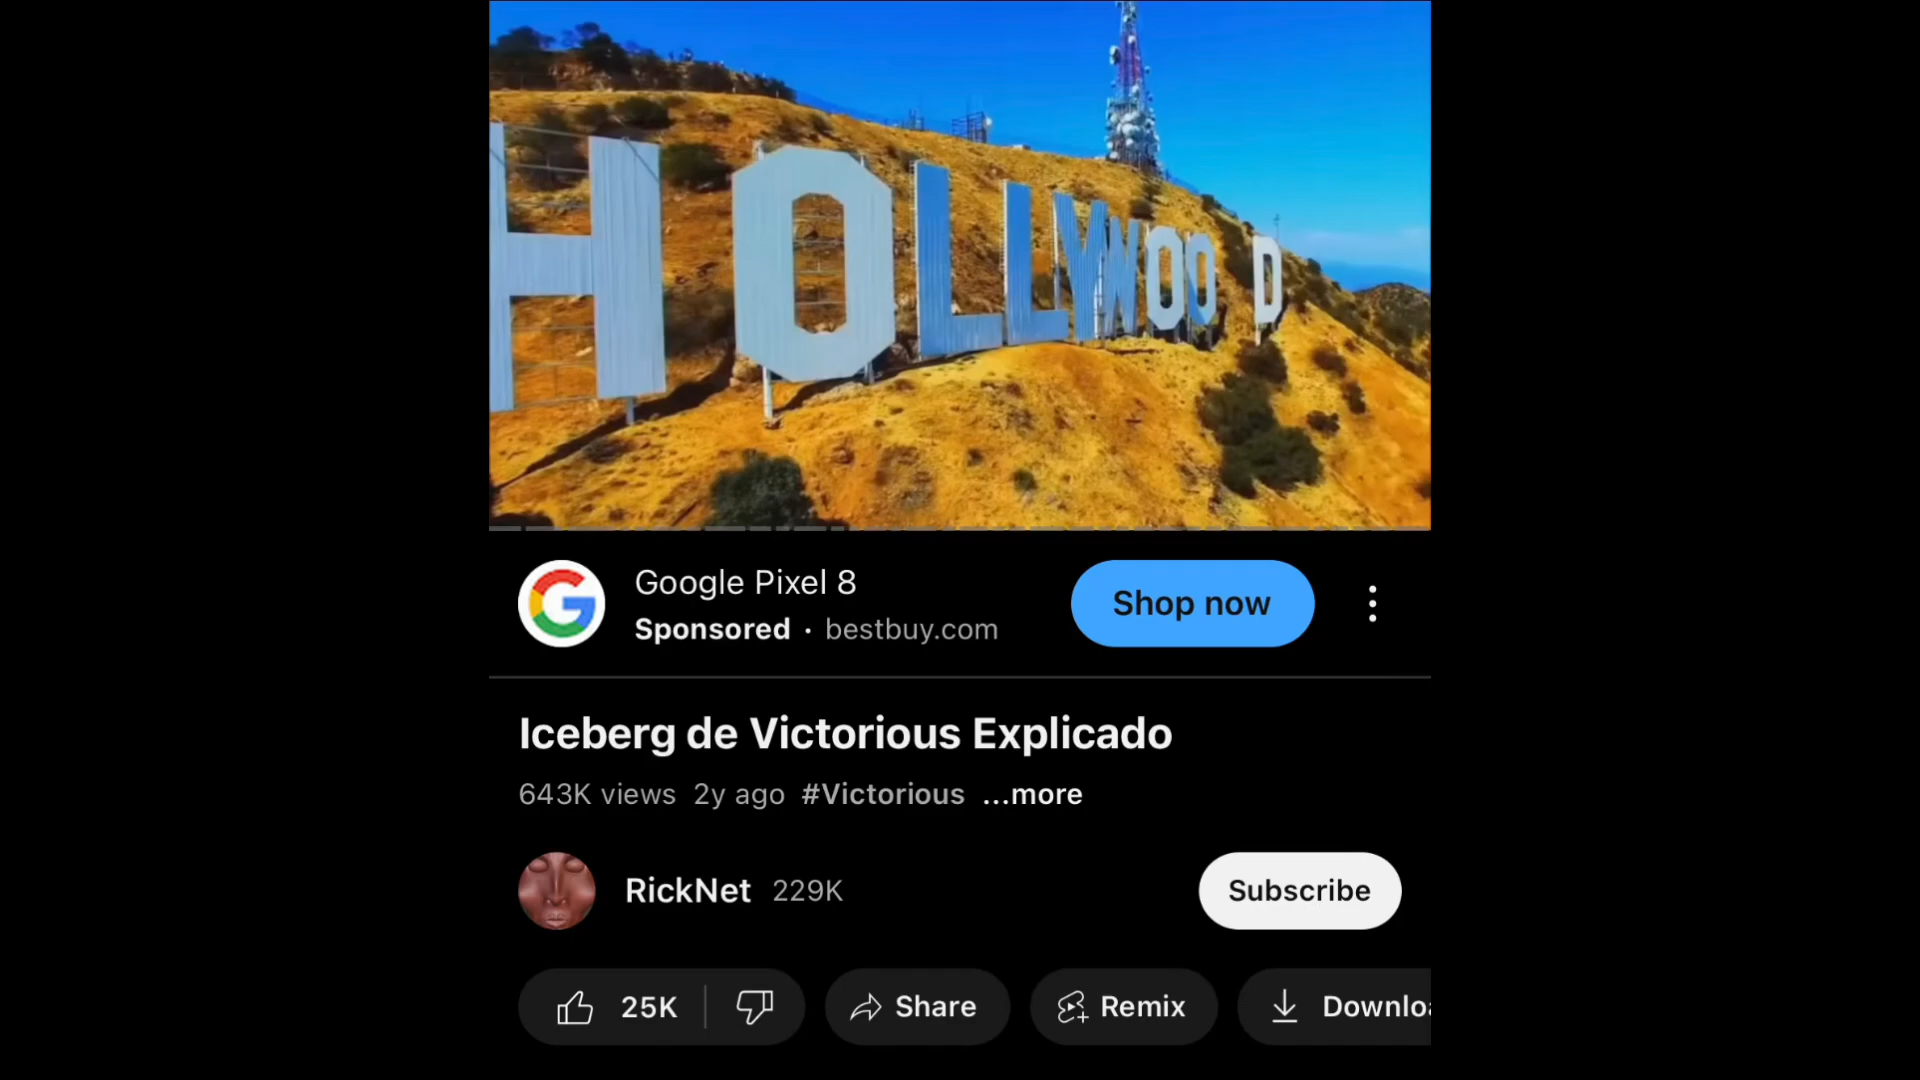 HOLLYWOOD
Google Pixel 8
Sponsored · bestbuy.com
Shop now
Iceberg de Victorious Explicado
643K views 2y ago #Victorious ...more
RickNet 229K
Subscribe
25K
Share
Remix
Downlo